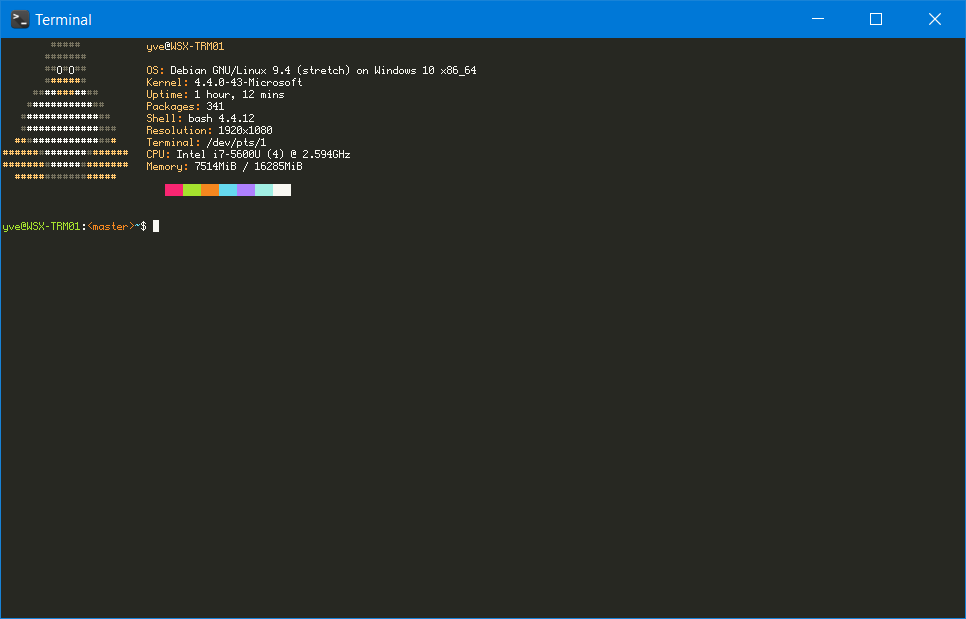 Terminal
yve@WSX-TRM01
OS: Debian GNU/Linux 9.4 (stretch) on Windows 10 x86_64
Kernel: 4.4.0-43-Microsoft
Uptime: 1 hour, 12 mins
Packages: 341
Shell: bash 4.4.12
Resolution: 1920x1080
Terminal: /dev/pts/1
CPU: Intel i7-5600U (4) @ 2.594GHz
Memory: 7514MiB / 16285MiB
yve@WSX-TRM01:<master>~$